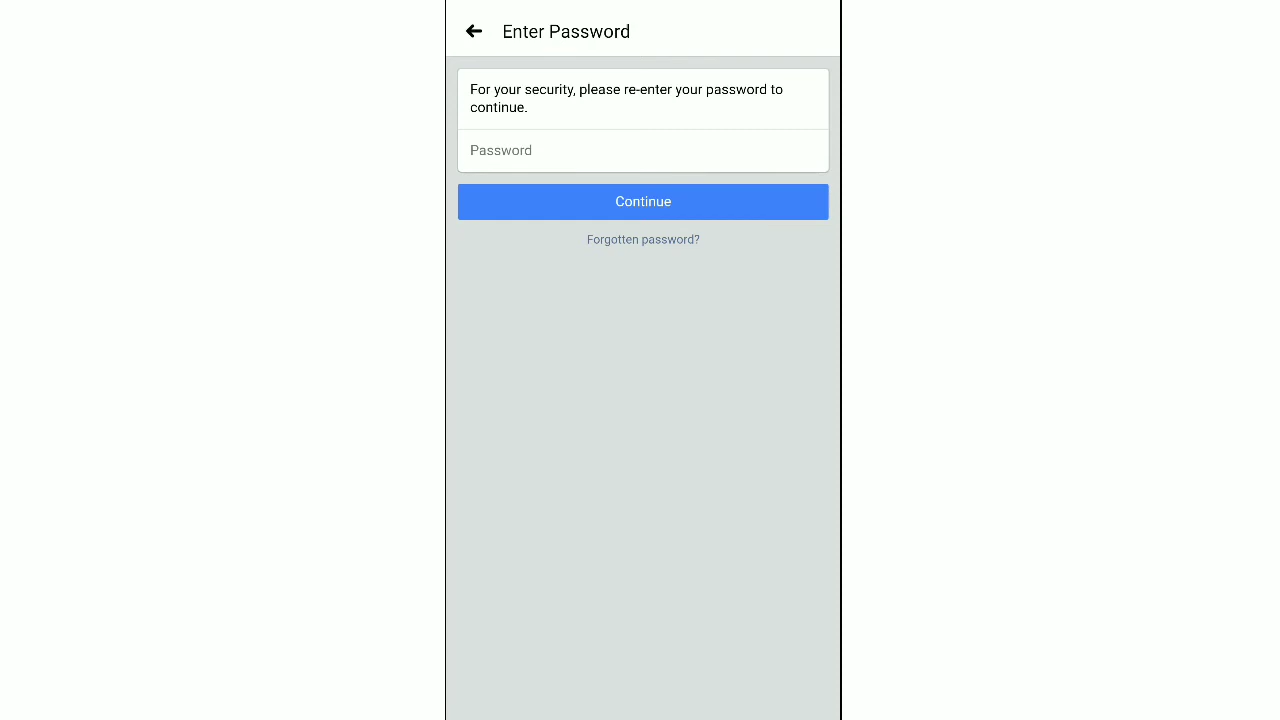 Enter Password
For your security, please re-enter your password to
continue.
Password
Continue
Forgotten password?